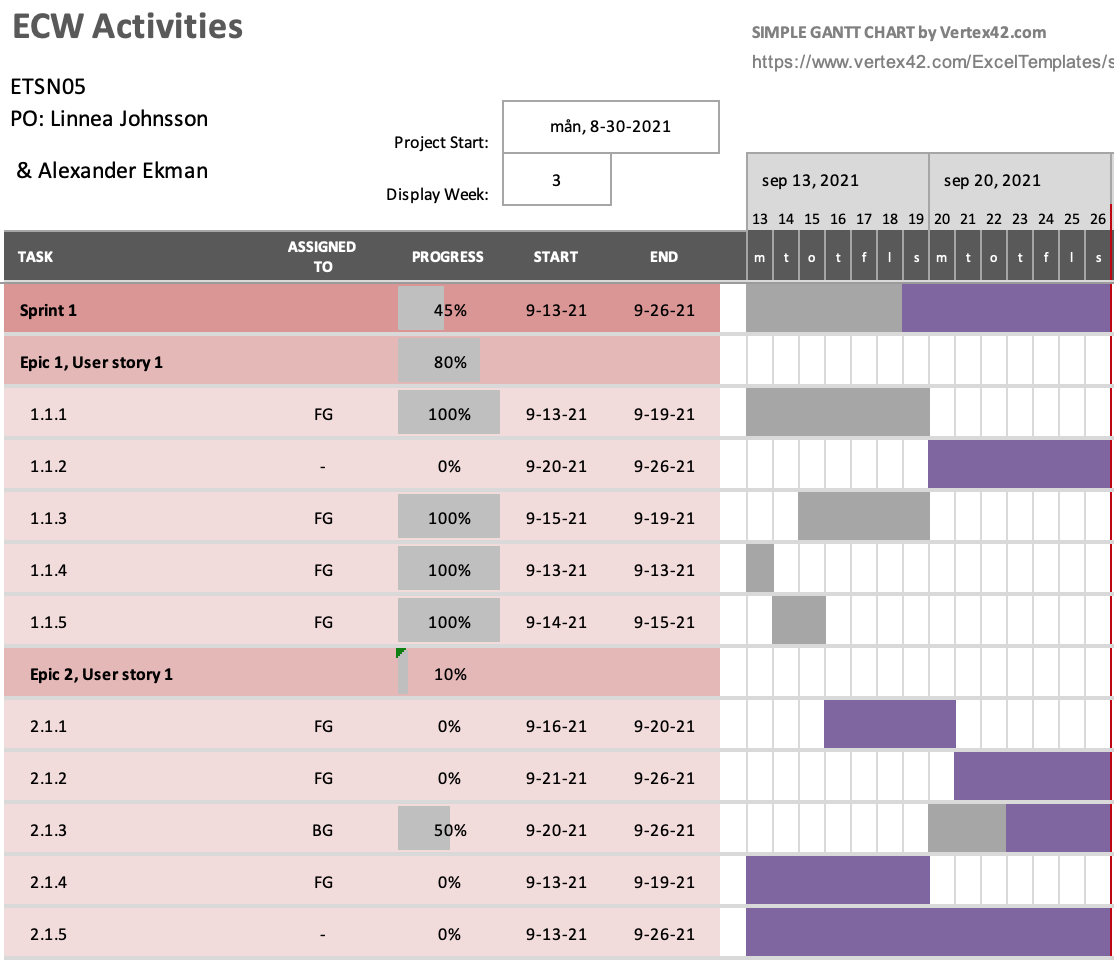 ECW Activities
SIMPLE GANTT CHART by Vertex42.com
https://www.vertex42.com/ExcelTemplates/s
ETSN05
PO: Linnea Johnsson
& Alexander Ekman
Project Start: mån, 8-30-2021
Display Week: 3
sep 13, 2021 sep 20, 2021
13 14 15 16 17 18 19 20 21 22 23 24 25 26
TASK ASSIGNED TO PROGRESS START END m t o t f l s m t o t f l s
Sprint 1 45% 9-13-21 9-26-21
Epic 1, User story 1 80%
1.1.1 FG 100% 9-13-21 9-19-21
1.1.2 - 0% 9-20-21 9-26-21
1.1.3 FG 100% 9-15-21 9-19-21
1.1.4 FG 100% 9-13-21 9-13-21
1.1.5 FG 100% 9-14-21 9-15-21
Epic 2, User story 1 10%
2.1.1 FG 0% 9-16-21 9-20-21
2.1.2 FG 0% 9-21-21 9-26-21
2.1.3 BG 50% 9-20-21 9-26-21
2.1.4 FG 0% 9-13-21 9-19-21
2.1.5 - 0% 9-13-21 9-26-21